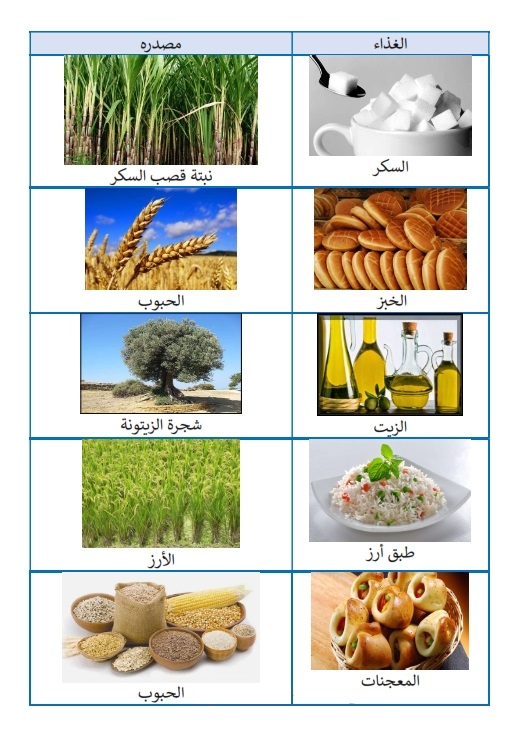 الغذاء
مصدره
السكر
نبتة قصب السكر
الخبز
الحبوب
الزيت
شجرة الزيتونة
طبق أرز
الأرز
المعجنات
الحبوب